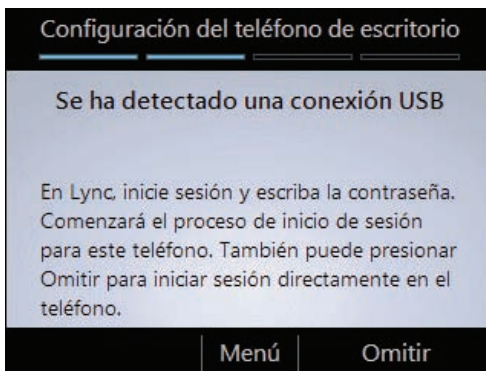 Configuración del teléfono de escritorio
Se ha detectado una conexión USB
En Lync, inicie sesión y escriba la contraseña.
Comenzará el proceso de inicio de sesión
para este teléfono. También puede presionar
Omitir para iniciar sesión directamente en el
teléfono.
Menú Omitir